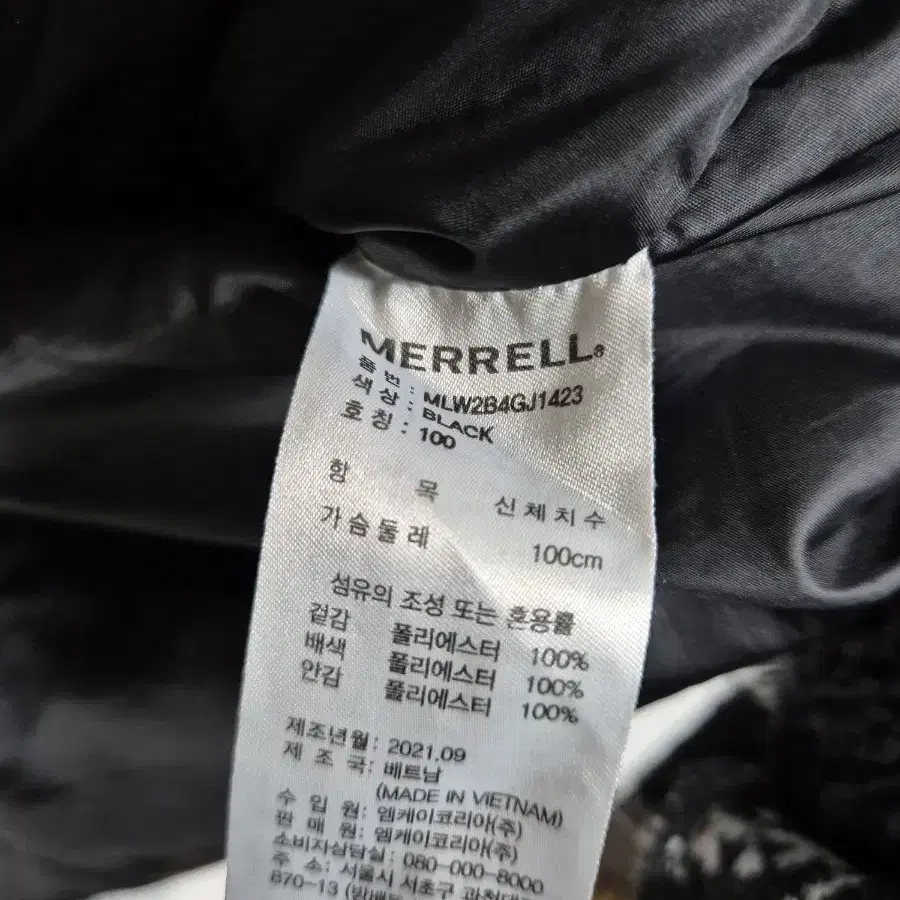 MERRELL®
품 번 : MLW2B4GJ1423
색 상 : BLACK
호 칭 : 100
항 목 신체치수
가슴둘레 100cm
섬유의 조성 또는 혼용률
겉감 폴리에스터 100%
배색 폴리에스터 100%
안감 폴리에스터 100%
제조년월: 2021.09
제 조 국: 베트남
(MADE IN VIETNAM)
수 입 원: 엠케이코리아(주)
판 매 원: 엠케이코리아(주)
소비자상담실: 080-000-8000
주 소: 서울시 서초구 과천대
870-13 (방배